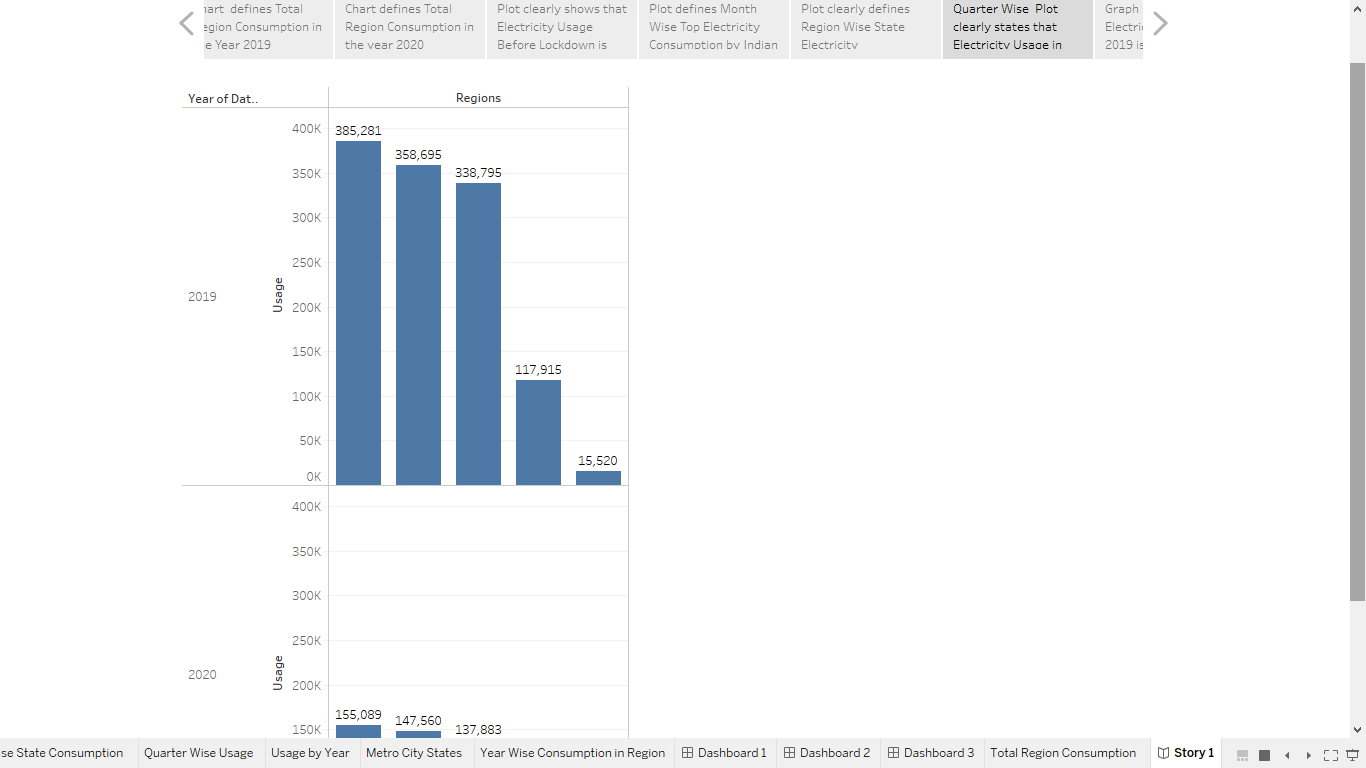 defines Total
egion Consumption in
e Year 2019
Chart defines Total
Region Consumption in
the year 2020
Plot clearly shows that
Electricity Usage
Before Lockdown is
Plot defines Month
Wise Top Electricity
Consumption by Indian
Plot clearly defines
Region Wise State
Electricity
Quarter Wise Plot
clearly states that
Electricity Usage in
Graph
Electri
2019 is
Year of Dat..
Regions
400K
385,281
358,695
350K
338,795
300K
250K
Usage
2019
200K
150K
117,915
100K
50K
15,520
0K
400K
350K
300K
250K
Usage
2020
200K
155,089
147,560
150K
137,883
se State Consumption
Quarter Wise Usage
Usage by Year
Metro City States
Year Wise Consumption in Region
Dashboard 1
Dashboard 2
Dashboard 3
Total Region Consumption
Story 1